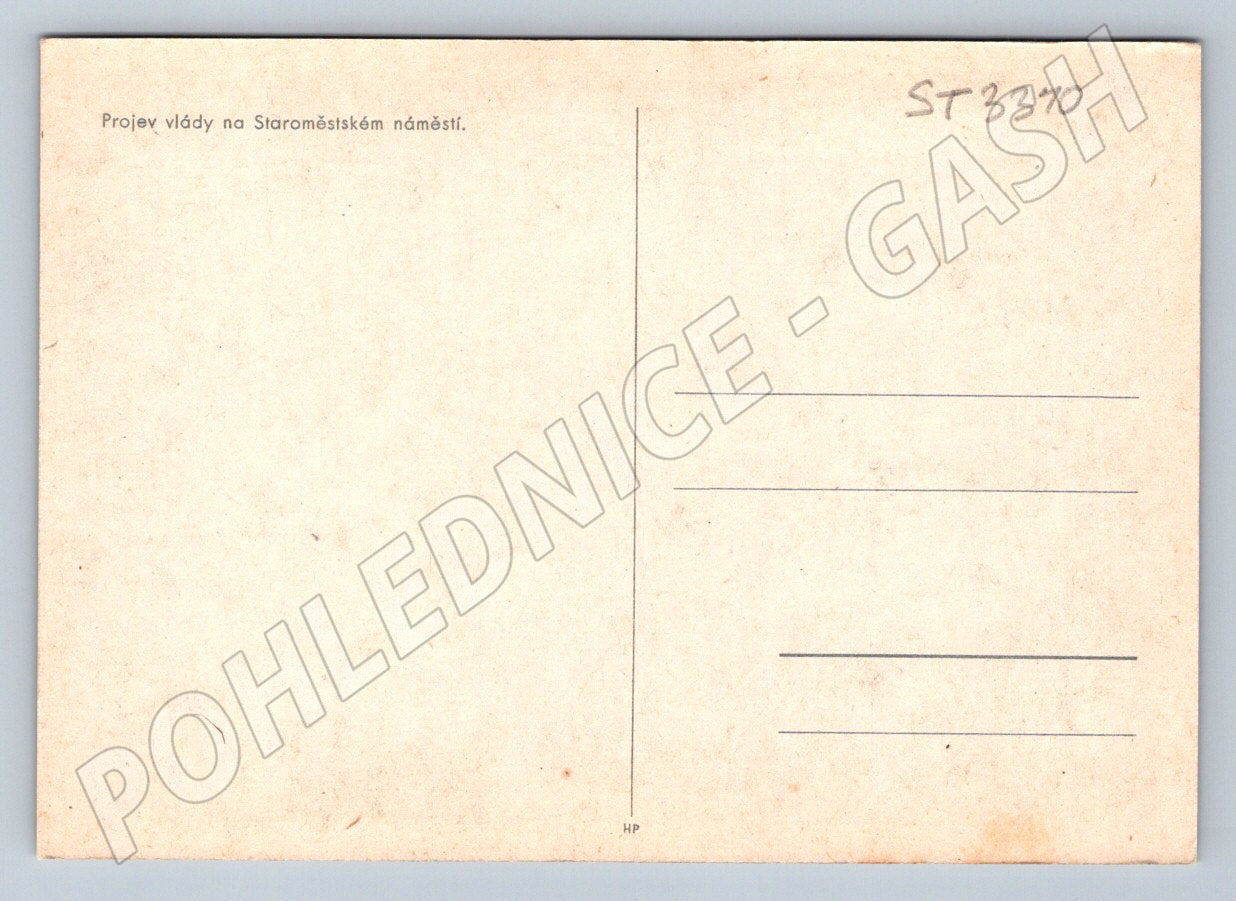 Projev vlády na Staroměstském náměstí.
ST 3370
HP
POHLEDNICE - GASH